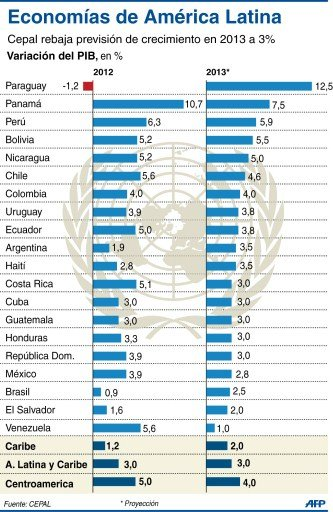 Economías de América Latina
Cepal rebaja previsión de crecimiento en 2013 a 3%
Variación del PIB, en %
2012 2013*
Paraguay -1,2 12,5
Panamá 10,7 7,5
Perú 6,3 5,9
Bolivia 5,2 5,5
Nicaragua 5,2 5,0
Chile 5,6 4,6
Colombia 4,0 4,0
Uruguay 3,9 3,8
Ecuador 5,0 3,8
Argentina 1,9 3,5
Haití 2,8 3,5
Costa Rica 5,1 3,0
Cuba 3,0 3,0
Guatemala 3,0 3,0
Honduras 3,3 3,0
República Dom. 3,9 3,0
México 3,9 2,8
Brasil 0,9 2,5
El Salvador 1,6 2,0
Venezuela 5,6 1,0
Caribe 1,2 2,0
A. Latina y Caribe 3,0 3,0
Centroamerica 5,0 4,0
Fuente: CEPAL * Proyección AFP